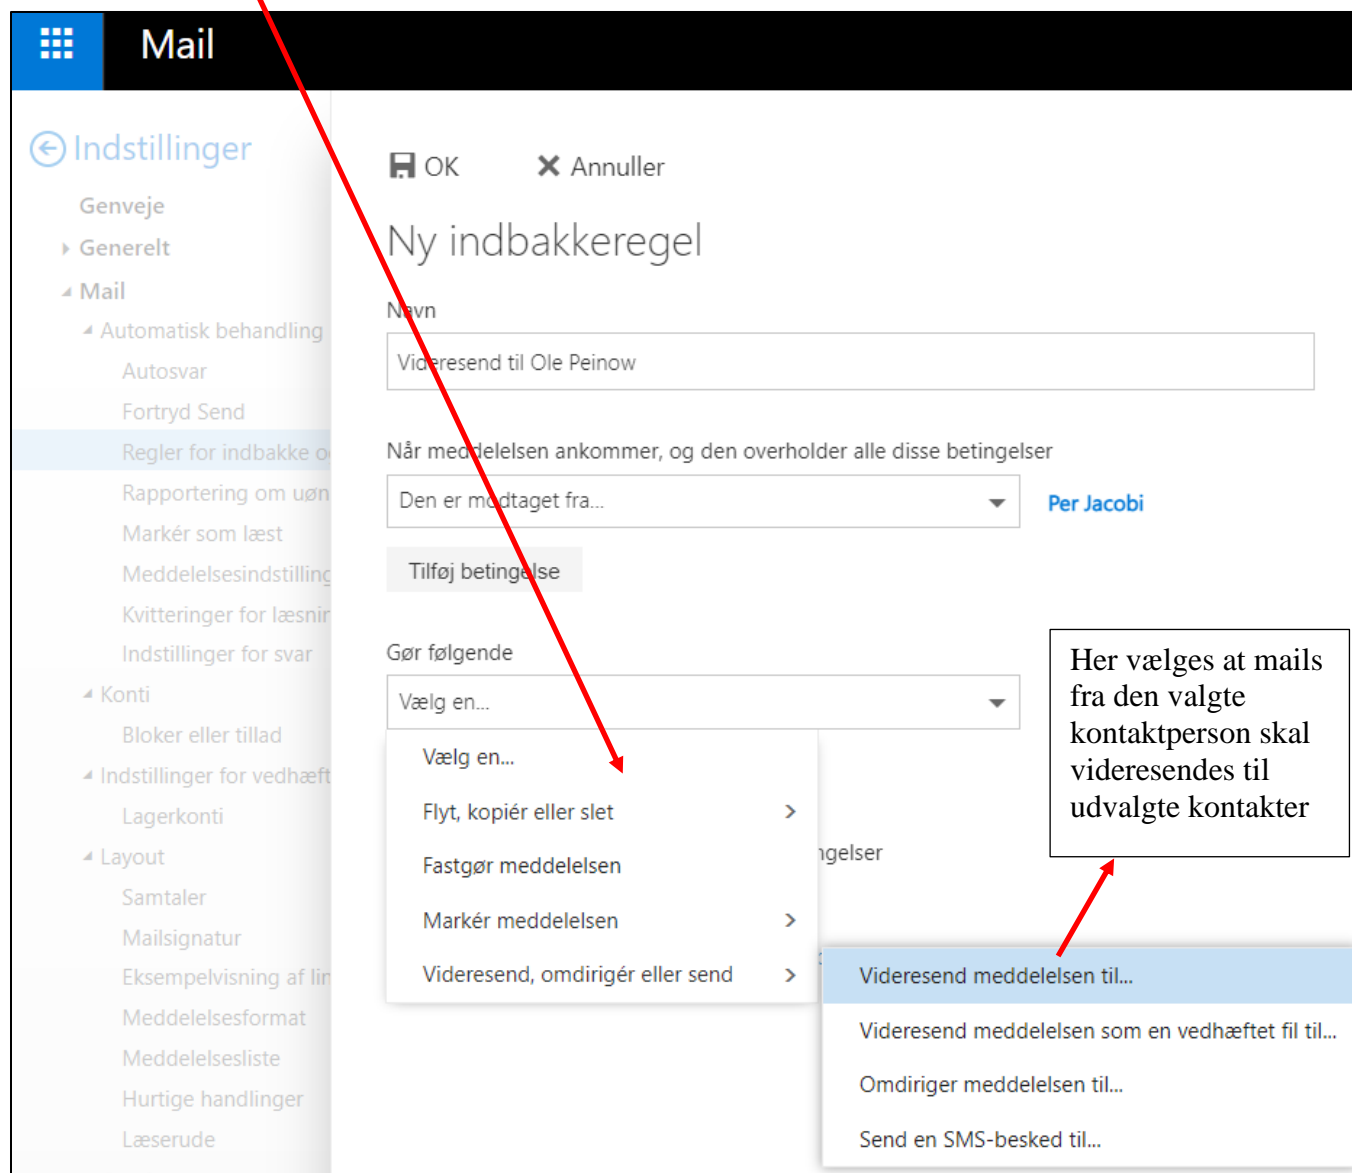 Mail
Indstillinger
Genveje
Generelt
Mail
Automatisk behandling
Autosvar
Fortryd Send
Regler for indbakke o
Rapportering om uøn
Markér som læst
Meddelelsesindstilling
Kvitteringer for læsnin
Indstillinger for svar
Konti
Bloker eller tillad
Indstillinger for vedhæft
Lagerkonti
Layout
Samtaler
Mailsignatur
Eksempelvisning af lin
Meddelelsesformat
Meddelelsesliste
Hurtige handlinger
Læserude
OK Annuller
Ny indbakkeregel
Navn
Videresend til Ole Peinow
Når meddelelsen ankommer, og den overholder alle disse betingelser
Den er modtaget fra... Per Jacobi
Tilføj betingelse
Gør følgende
Vælg en...
Vælg en...
Flyt, kopiér eller slet
Fastgør meddelelsen
Markér meddelelsen
Videresend, omdirigér eller send
ngelser
Her vælges at mails
fra den valgte
kontaktperson skal
videresendes til
udvalgte kontakter
Videresend meddelelsen til...
Videresend meddelelsen som en vedhæftet fil til...
Omdiriger meddelelsen til...
Send en SMS-besked til...